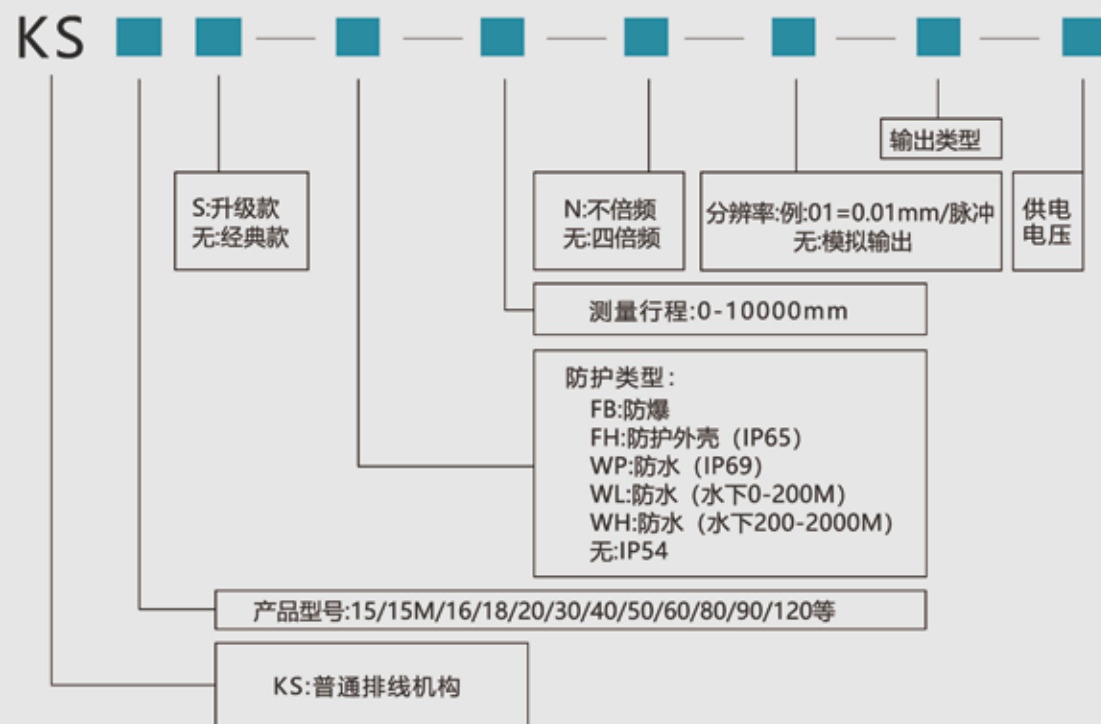 KS
输出类型
S:升级款
无:经典款
N:不倍频
无:四倍频
分辨率:例:01=0.01mm/脉冲
无:模拟输出
供电
电压
测量行程:0-10000mm
防护类型:
FB:防爆
FH:防护外壳（IP65）
WP:防水（IP69）
WL:防水（水下0-200M）
WH:防水（水下200-2000M）
无:IP54
产品型号:15/15M/16/18/20/30/40/50/60/80/90/120等
KS:普通排线机构